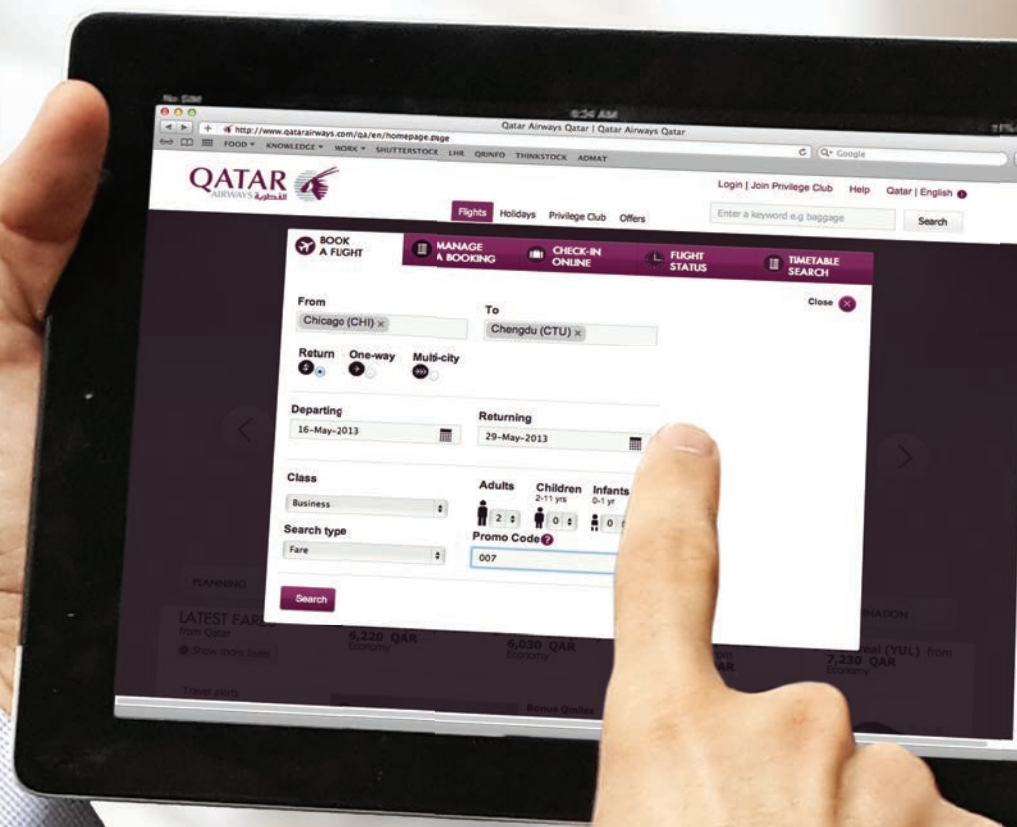 No SIM
6:34 AM
Qatar Airways Qatar | Qatar Airways Qatar
http://www.qatarairways.com/qa/en/homepage.page
Google
FOOD KNOWLEDGE WORK SHUTTERSTOCK LHR QRINFO THINKSTOCK ADMAT
QATAR
AIRWAYS القطرية
Login | Join Privilege Club Help Qatar | English
Flights Holidays Privilege Club Offers
Enter a keyword e.g baggage
Search
BOOK
A FLIGHT
MANAGE
A BOOKING
CHECK-IN
ONLINE
FLIGHT
STATUS
TIMETABLE
SEARCH
Close
From
To
Chicago (CHI) ×
Chengdu (CTU) ×
Return One-way Multi-city
Departing
Returning
16-May-2013
29-May-2013
Class
Adults
Children
Infants
2-11 yrs
0-1 yr
Business
2
0
0
Search type
Promo Code
Fare
007
Search
PLANNING
LATEST FARES
from Qatar
Show more fares
6,220 QAR
Economy
6,030 QAR
Economy
QAR
(YUL) from
7,230 QAR
Economy
Travel alerts
Bonus Qmiles